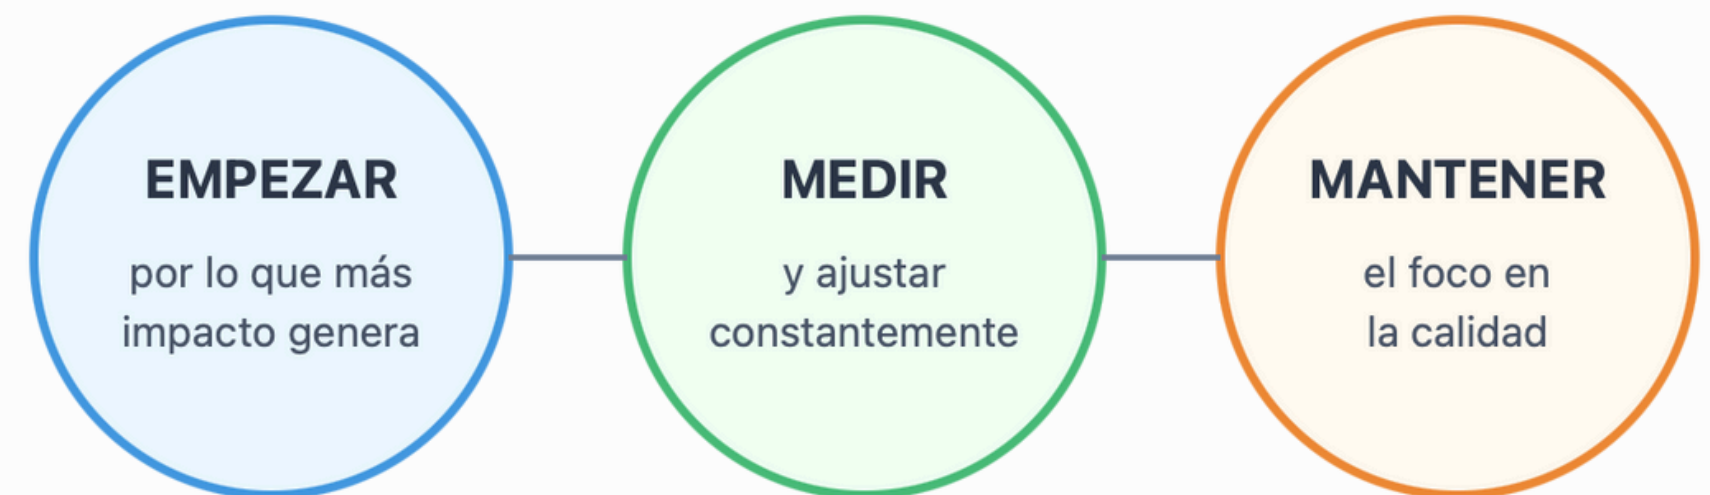 EMPEZAR
por lo que más
impacto genera
MEDIR
y ajustar
constantemente
MANTENER
el foco en
la calidad